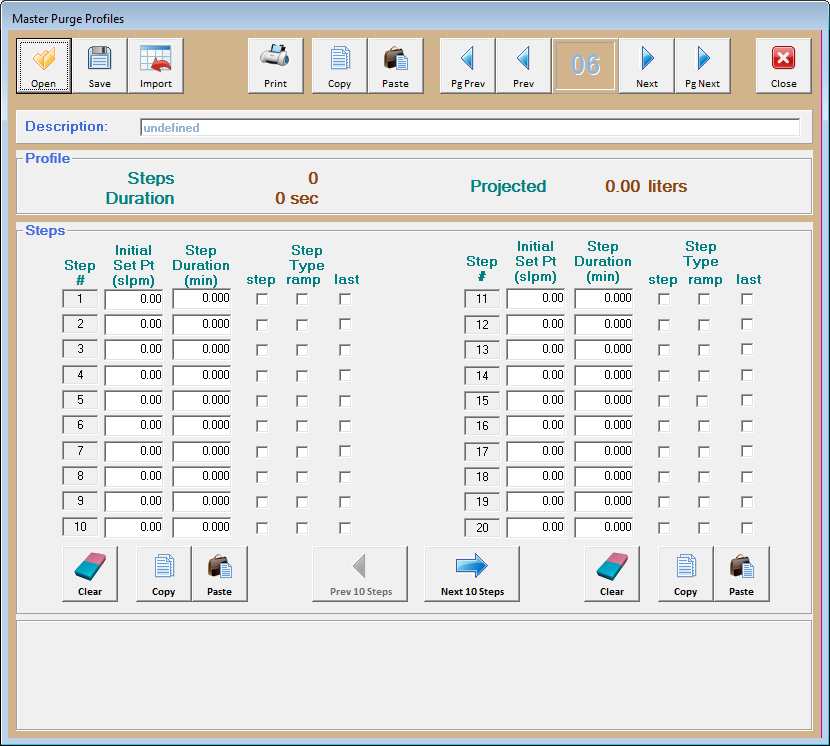 Master Purge Profiles
Open Save Import Print Copy Paste Pg Prev Prev 06 Next Pg Next Close
Description: undefined
Profile
Steps 0
Duration 0 sec
Projected 0.00 liters
Steps
Step # Initial Set Pt (slpm) Step Duration (min) step Step Type ramp last Step # Initial Set Pt (slpm) Step Duration (min) step Step Type ramp last
1 0.00 0.000 11 0.00 0.000
2 0.00 0.000 12 0.00 0.000
3 0.00 0.000 13 0.00 0.000
4 0.00 0.000 14 0.00 0.000
5 0.00 0.000 15 0.00 0.000
6 0.00 0.000 16 0.00 0.000
7 0.00 0.000 17 0.00 0.000
8 0.00 0.000 18 0.00 0.000
9 0.00 0.000 19 0.00 0.000
10 0.00 0.000 20 0.00 0.000
Clear Copy Paste Prev 10 Steps Next 10 Steps Clear Copy Paste